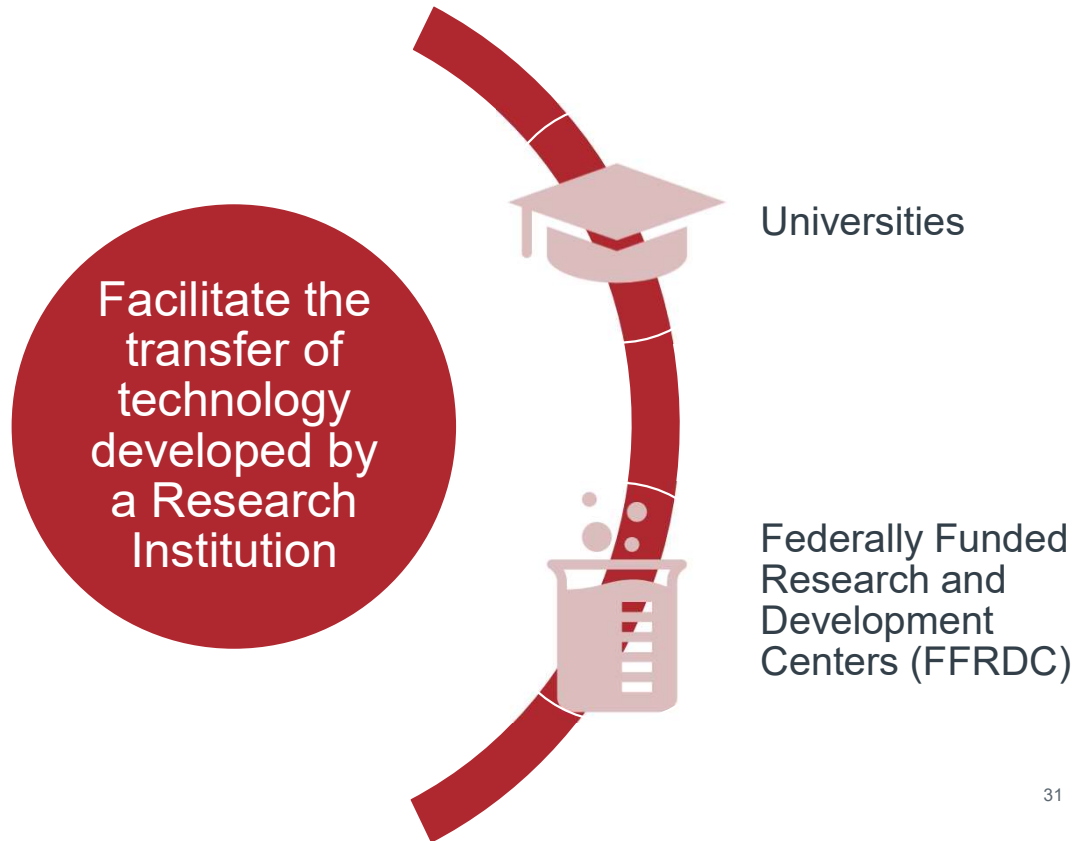 Facilitate the
transfer of
technology
developed by
a Research
Institution
Universities
Federally Funded
Research and
Development
Centers (FFRDC)
31